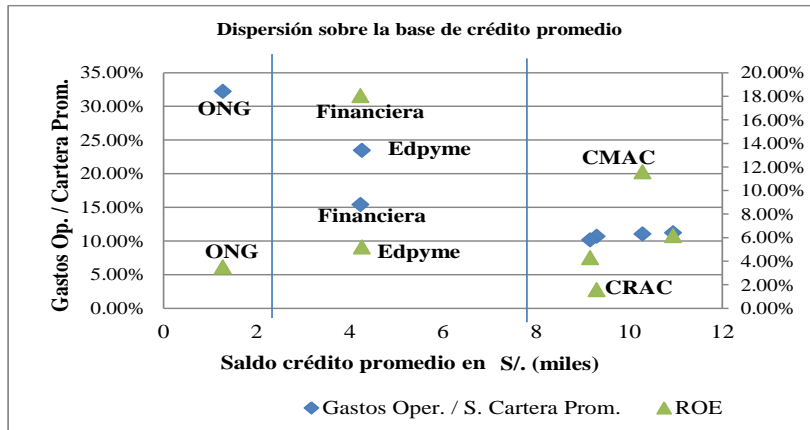 Dispersión sobre la base de crédito promedio
Gastos Op. / Cartera Prom.
35.00%
30.00%
25.00%
20.00%
15.00%
10.00%
5.00%
0.00%
20.00%
18.00%
16.00%
14.00%
12.00%
10.00%
8.00%
6.00%
4.00%
2.00%
0.00%
ONG
Financiera
Edpyme
CMAC
Financiera
ONG
Edpyme
CRAC
0 2 4 6 8 10 12
Saldo crédito promedio en S/. (miles)
Gastos Oper. / S. Cartera Prom. ROE